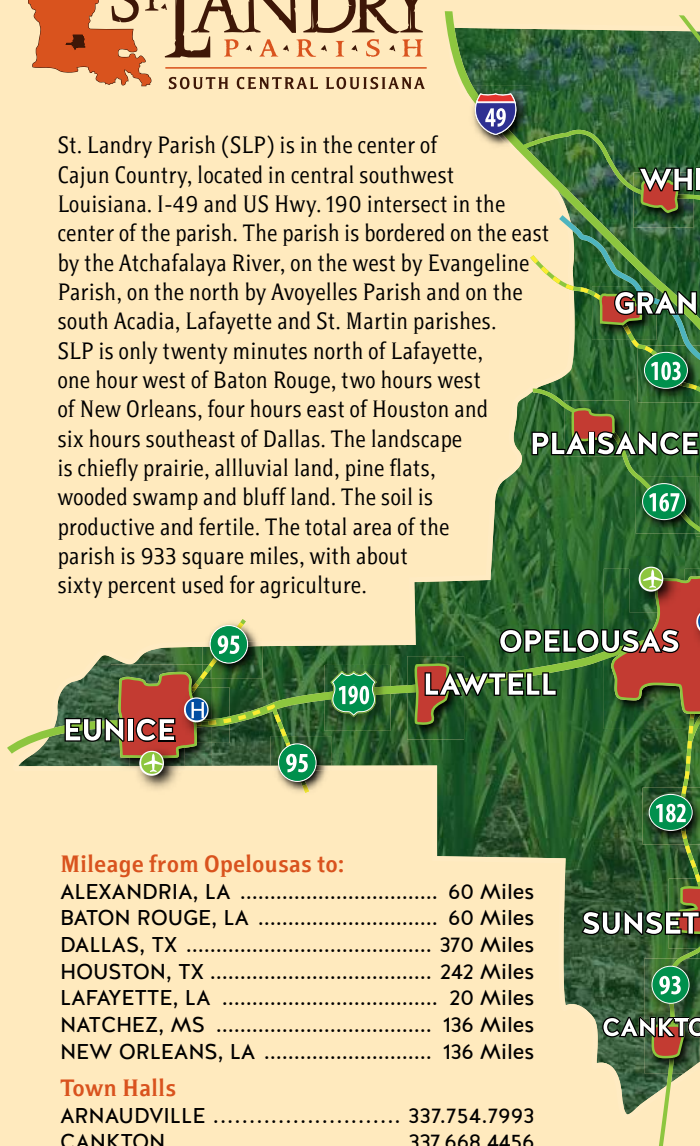 ST. LANDRY
P·A·R·I·S·H
SOUTH CENTRAL LOUISIANA
St. Landry Parish (SLP) is in the center of
Cajun Country, located in central southwest
Louisiana. I-49 and US Hwy. 190 intersect in the
center of the parish. The parish is bordered on the east
by the Atchafalaya River, on the west by Evangeline
Parish, on the north by Avoyelles Parish and on the
south Acadia, Lafayette and St. Martin parishes.
SLP is only twenty minutes north of Lafayette,
one hour west of Baton Rouge, two hours west
of New Orleans, four hours east of Houston and
six hours southeast of Dallas. The landscape
is chiefly prairie, allluvial land, pine flats,
wooded swamp and bluff land. The soil is
productive and fertile. The total area of the
parish is 933 square miles, with about
sixty percent used for agriculture.
49
WHI
GRAN
103
PLAISANCE
167
OPELOUSAS
95
190
LAWTELL
H
EUNICE
95
182
SUNSET
93
CANKTO
Mileage from Opelousas to:
ALEXANDRIA, LA .................................. 60 Miles
BATON ROUGE, LA ............................... 60 Miles
DALLAS, TX .......................................... 370 Miles
HOUSTON, TX ...................................... 242 Miles
LAFAYETTE, LA ..................................... 20 Miles
NATCHEZ, MS ..................................... 136 Miles
NEW ORLEANS, LA ............................. 136 Miles
Town Halls
ARNAUDVILLE .......................... 337.754.7993
CANKTON 337.668.4456